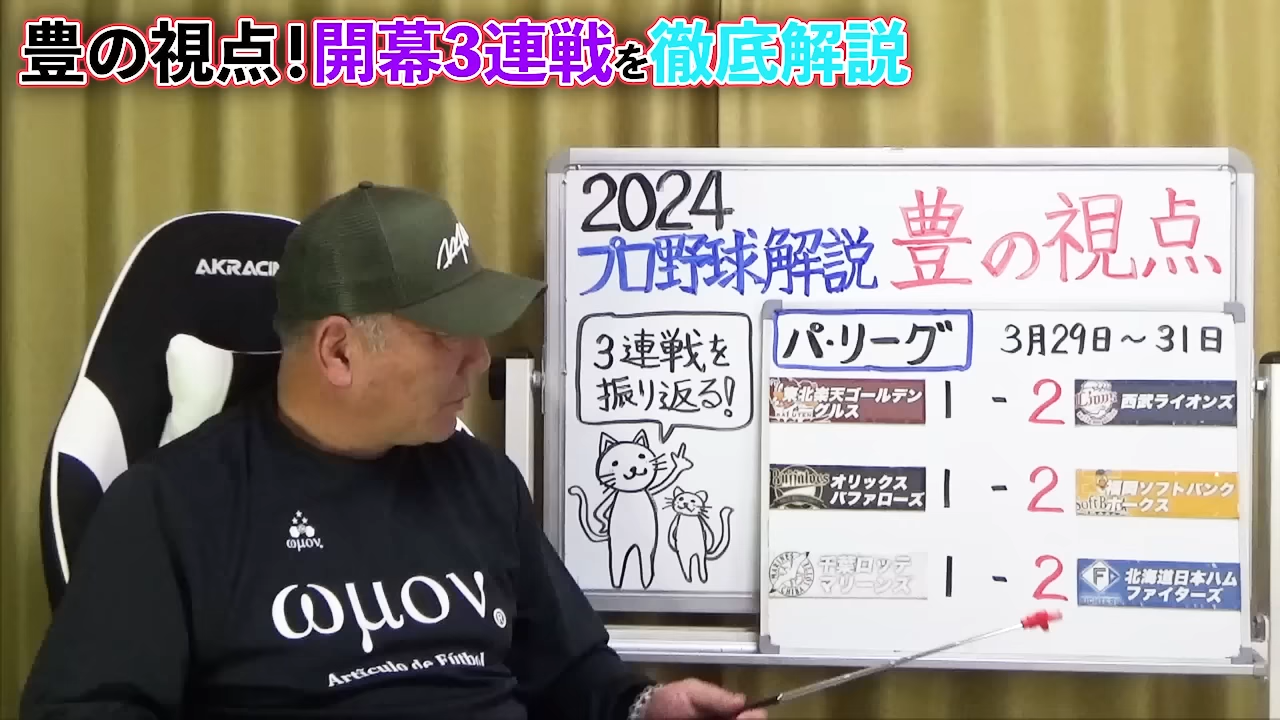 豊の視点!開幕3連戦を徹底解説
AKRACIN
2024
プロ野球解説 豊の視点
3連戦を
振り返る!
パ・リーグ 3月29日~31日
東北楽天ゴールデン
イーグルス 1 - 2 Lions 西武ライオンズ
Buffaloes オリックス
バファローズ 1 - 2 福岡ソフトバンク
ホークス
千葉ロッテ
マリーンズ 1 - 2 F 北海道日本ハム
ファイターズ
ωμον
ωμον®
Artículo de Fútbol